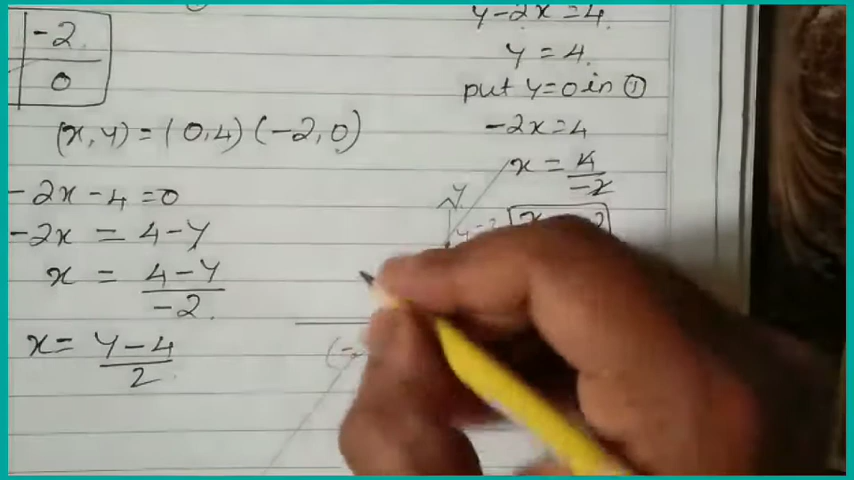 -2
0
(x, y) = (0,4) (-2, 0)
- 2x - 4 = 0
- 2x = 4 - y
x = 4 - y
-2
x = y - 4
2
y - 2x = 4
y = 4
put y = 0 in ①
-2x = 4
x = 4
-2
y